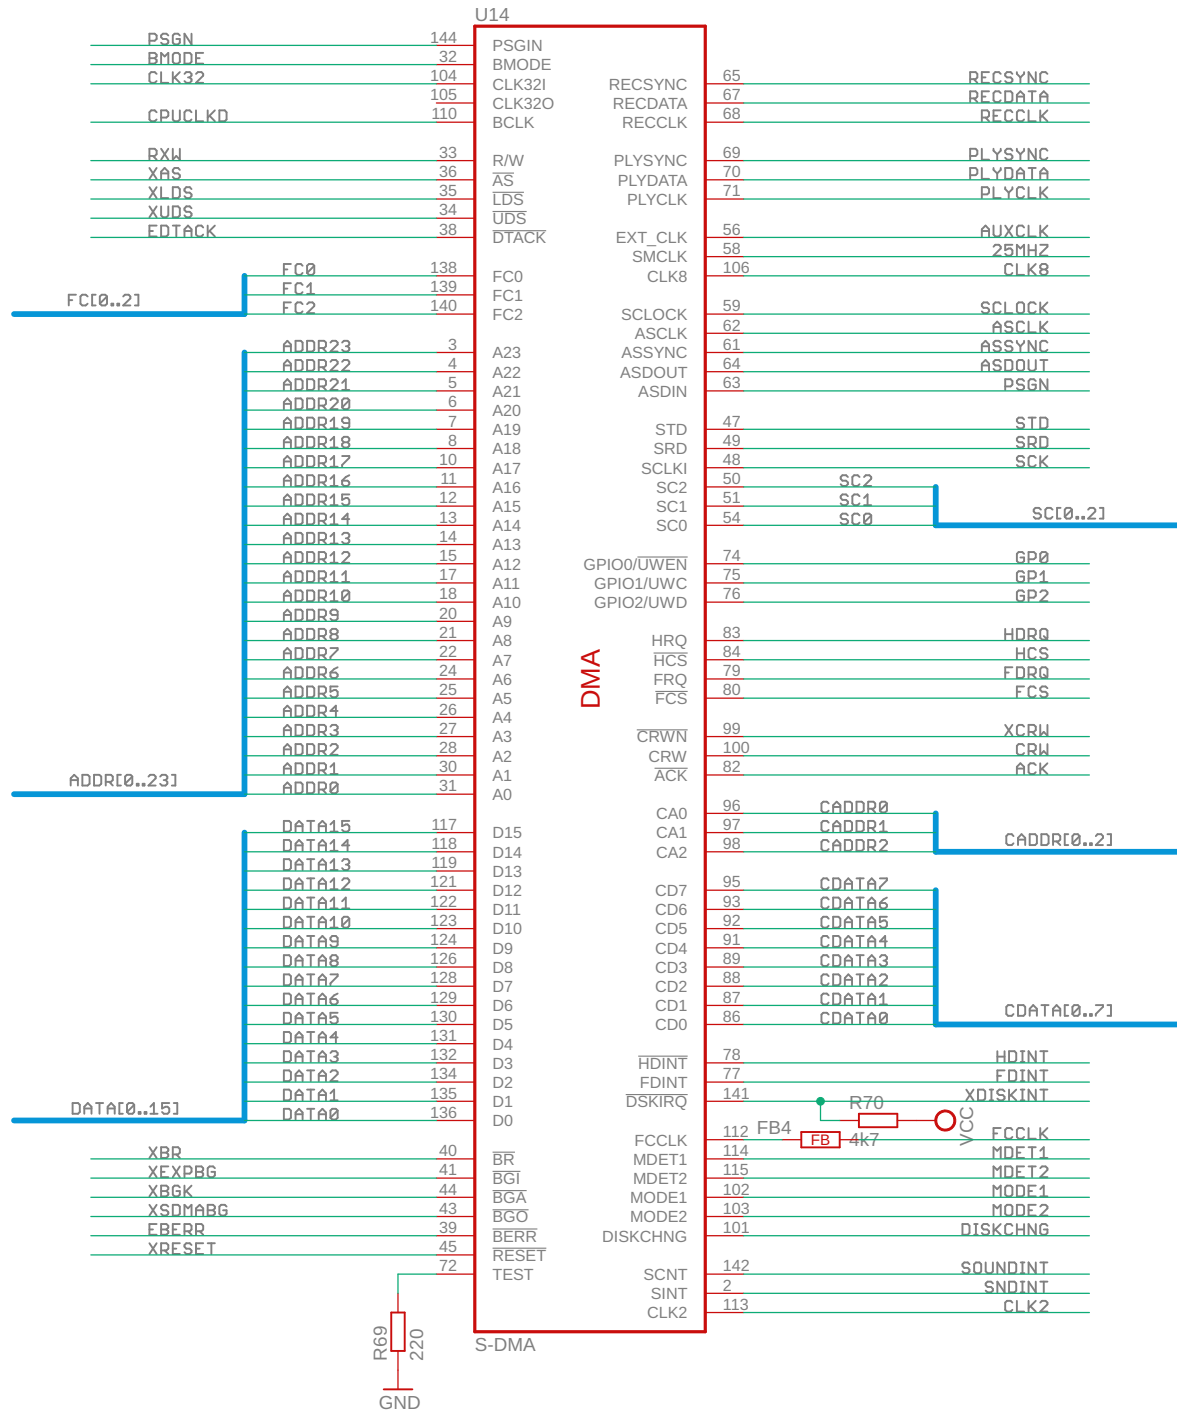 U14
PSGN 144 PSGIN
BMODE 32 BMODE
CLK32 104 CLK32I
105 CLK32O
CPUCLKD 110 BCLK
RXW 33 R/W
XAS 36 AS
XLDS 35 LDS
XUDS 34 UDS
EDTACK 38 DTACK
FC[0..2]
FC0 138 FC0
FC1 139 FC1
FC2 140 FC2
ADDR23 3 A23
ADDR22 4 A22
ADDR21 5 A21
ADDR20 6 A20
ADDR19 7 A19
ADDR18 8 A18
ADDR17 10 A17
ADDR16 11 A16
ADDR15 12 A15
ADDR14 13 A14
ADDR13 14 A13
ADDR12 15 A12
ADDR11 17 A11
ADDR10 18 A10
ADDR9 20 A9
ADDR8 21 A8
ADDR7 22 A7
ADDR6 24 A6
ADDR5 25 A5
ADDR4 26 A4
ADDR3 27 A3
ADDR2 28 A2
ADDR1 30 A1
ADDR0 31 A0
ADDR[0..23]
DATA15 117 D15
DATA14 118 D14
DATA13 119 D13
DATA12 121 D12
DATA11 122 D11
DATA10 123 D10
DATA9 124 D9
DATA8 126 D8
DATA7 128 D7
DATA6 129 D6
DATA5 130 D5
DATA4 131 D4
DATA3 132 D3
DATA2 134 D2
DATA1 135 D1
DATA0 136 D0
DATA[0..15]
XBR 40 BR
XEXPBG 41 BGI
XBGK 44 BGA
XSDMABG 43 BGO
EBERR 39 BERR
XRESET 45 RESET
72 TEST
R69
220
GND
DMA
RECSYNC 65 RECSYNC
RECDATA 67 RECDATA
RECCLK 68 RECCLK
PLYSYNC 69 PLYSYNC
PLYDATA 70 PLYDATA
PLYCLK 71 PLYCLK
EXT_CLK 56 AUXCLK
SMCLK 58 25MHZ
CLK8 106 CLK8
SCLOCK 59 SCLOCK
ASCLK 62 ASCLK
ASSYNC 61 ASSYNC
ASDOUT 64 ASDOUT
ASDIN 63 PSGN
STD 47 STD
SRD 49 SRD
SCLKI 48 SCK
SC2 50 SC2
SC1 51 SC1
SC0 54 SC0
SC[0..2]
GPIO0/UWEN 74 GP0
GPIO1/UWC 75 GP1
GPIO2/UWD 76 GP2
HRQ 83 HDRQ
HCS 84 HCS
FRQ 79 FDRQ
FCS 80 FCS
CRWN 99 XCRW
CRW 100 CRW
ACK 82 ACK
CA0 96 CADDR0
CA1 97 CADDR1
CA2 98 CADDR2
CADDR[0..2]
CD7 95 CDATA7
CD6 93 CDATA6
CD5 92 CDATA5
CD4 91 CDATA4
CD3 89 CDATA3
CD2 88 CDATA2
CD1 87 CDATA1
CD0 86 CDATA0
CDATA[0..7]
HDINT 78 HDINT
FDINT 77 FDINT
DSKIRQ 141 XDISKINT
R70
4k7
VCC
FB4
FB
FCCLK 112 FCCLK
MDET1 114 MDET1
MDET2 115 MDET2
MODE1 102 MODE1
MODE2 103 MODE2
DISKCHNG 101 DISKCHNG
SCNT 142 SOUNDINT
SINT 2 SNDINT
CLK2 113 CLK2
S-DMA